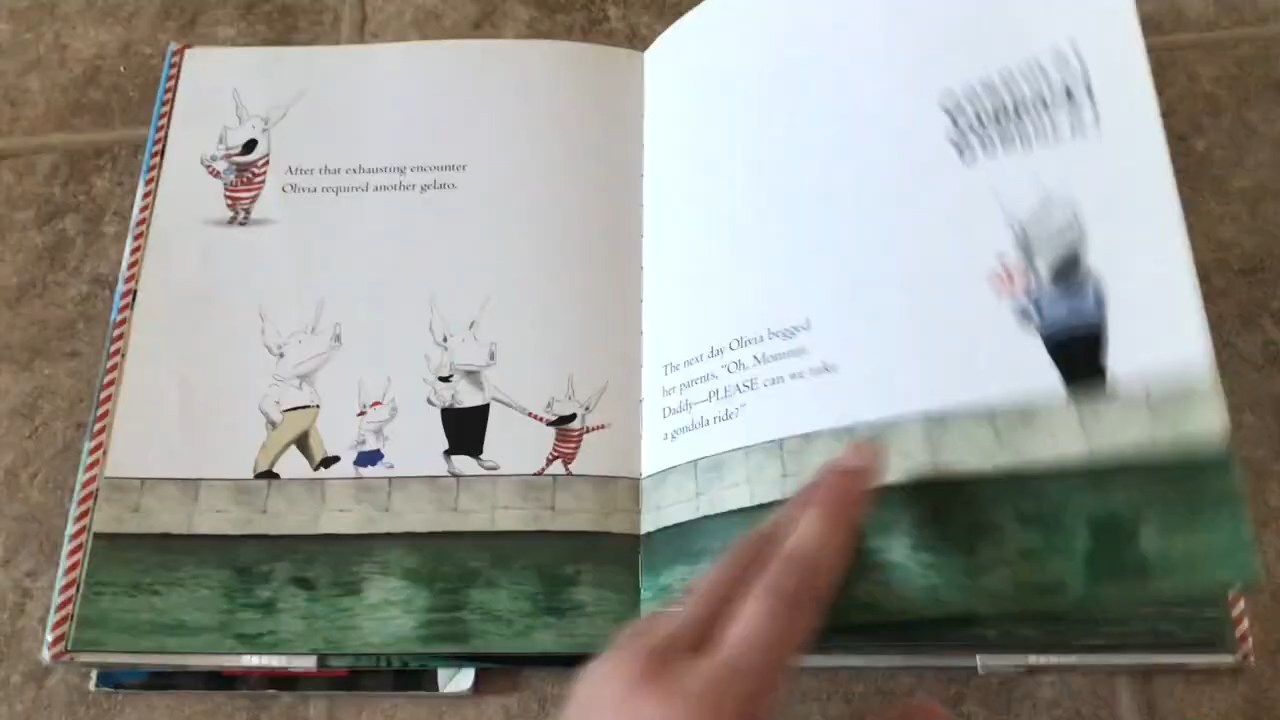 After that exhausting encounter
Olivia required another gelato.
The next day Olivia begged
her parents, "Oh, Mommy,
Daddy—PLEASE can we take
a gondola ride?"